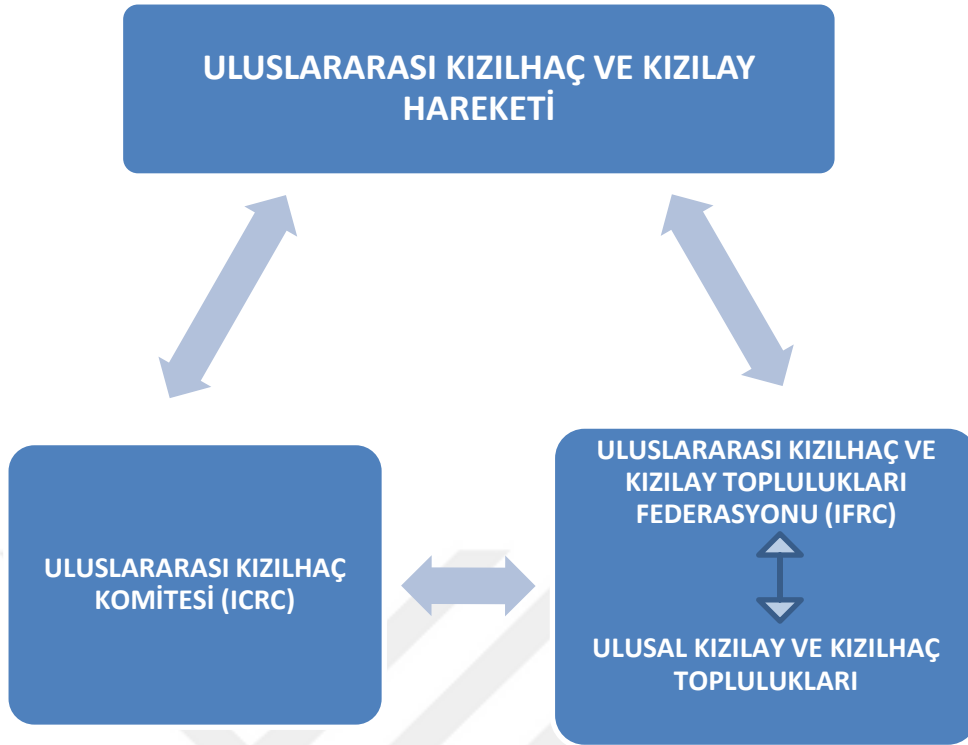 ULUSLARARASI KIZILHAÇ VE KIZILAY
HAREKETİ
ULUSLARARASI KIZILHAÇ
KOMİTESİ (ICRC)
ULUSLARARASI KIZILHAÇ VE
KIZILAY TOPLULUKLARI
FEDERASYONU (IFRC)
ULUSAL KIZILAY VE KIZILHAÇ
TOPLULUKLARI